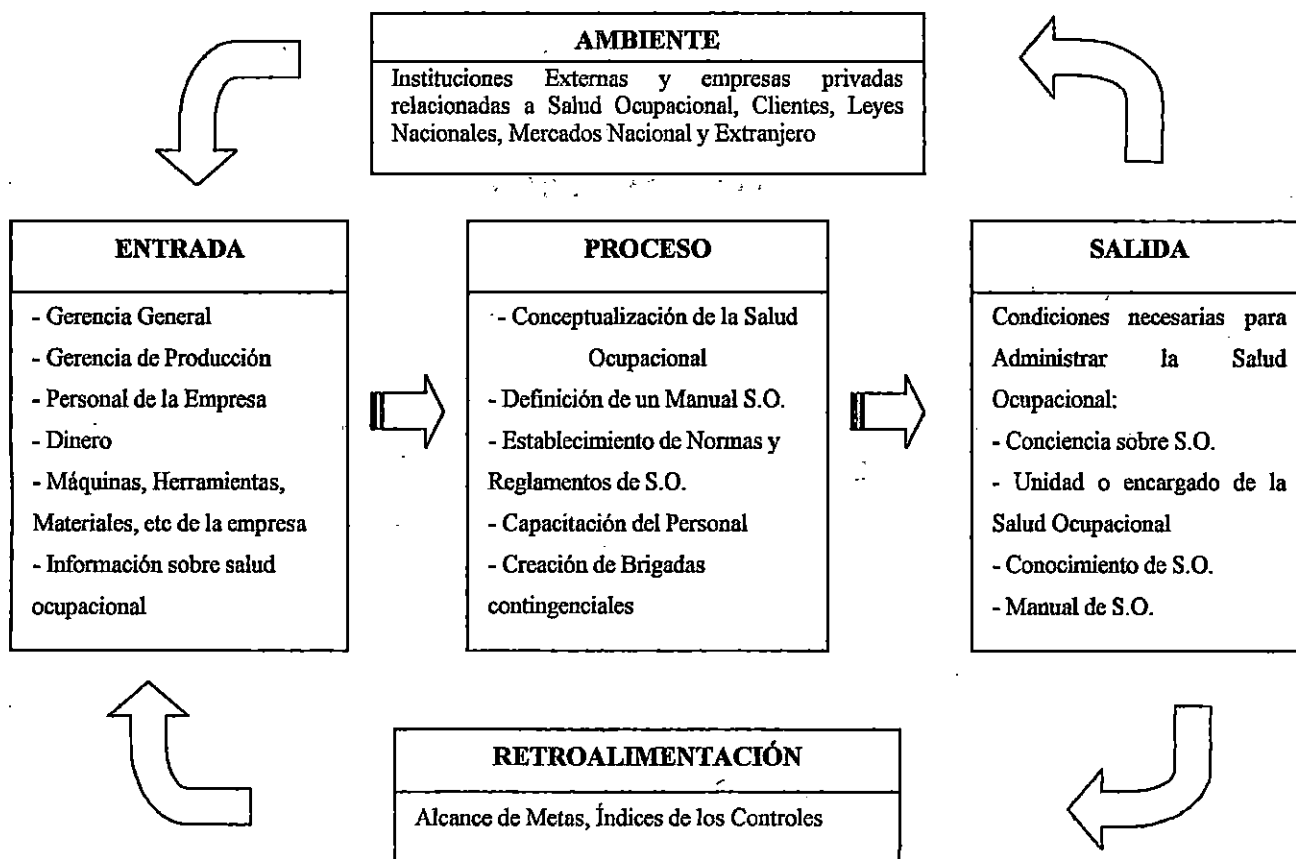 AMBIENTE
Instituciones Externas y empresas privadas
relacionadas a Salud Ocupacional, Clientes, Leyes
Nacionales, Mercados Nacional y Extranjero
ENTRADA
- Gerencia General
- Gerencia de Producción
- Personal de la Empresa
- Dinero
- Máquinas, Herramientas,
Materiales, etc de la empresa
- Información sobre salud
ocupacional
PROCESO
- Conceptualización de la Salud
Ocupacional
- Definición de un Manual S.O.
- Establecimiento de Normas y
Reglamentos de S.O.
- Capacitación del Personal
- Creación de Brigadas
contingenciales
SALIDA
Condiciones necesarias para
Administrar la Salud
Ocupacional:
- Conciencia sobre S.O.
- Unidad o encargado de la
Salud Ocupacional
- Conocimiento de S.O.
- Manual de S.O.
RETROALIMENTACIÓN
Alcance de Metas, Índices de los Controles